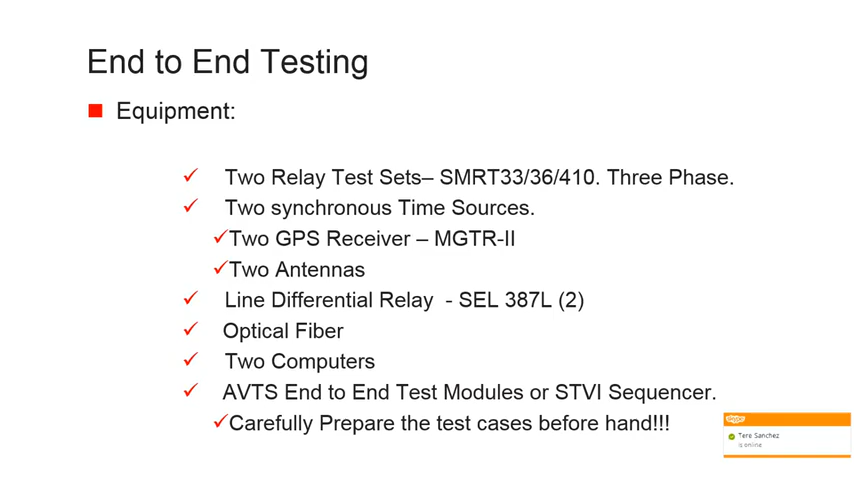 End to End Testing
Equipment:
Two Relay Test Sets– SMRT33/36/410. Three Phase.
Two synchronous Time Sources.
Two GPS Receiver – MGTR-II
Two Antennas
Line Differential Relay - SEL 387L (2)
Optical Fiber
Two Computers
AVTS End to End Test Modules or STVI Sequencer.
Carefully Prepare the test cases before hand!!!
skype
Tere Sanchez
is online